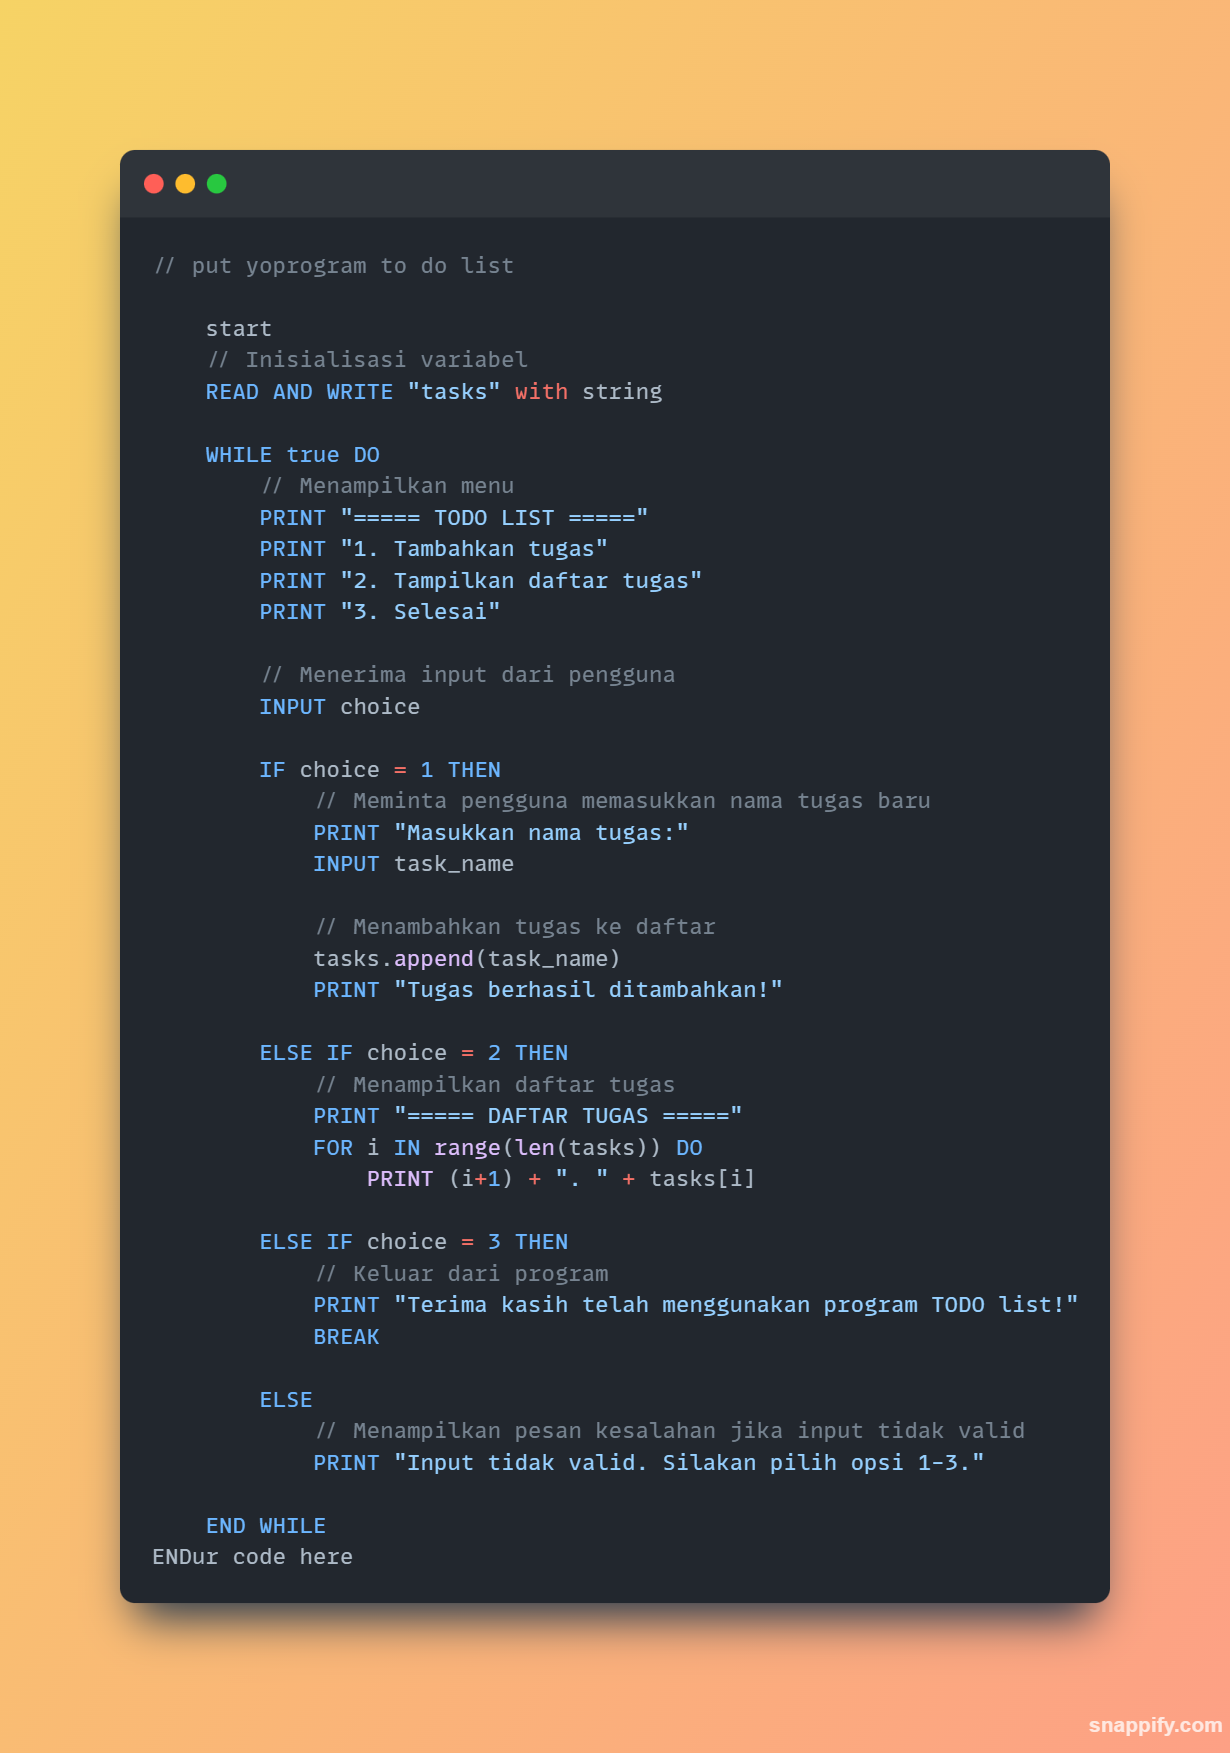 // put yoprogram to do list
start
// Inisialisasi variabel
READ AND WRITE "tasks" with string
WHILE true DO
// Menampilkan menu
PRINT "===== TODO LIST ====="
PRINT "1. Tambahkan tugas"
PRINT "2. Tampilkan daftar tugas"
PRINT "3. Selesai"
// Menerima input dari pengguna
INPUT choice
IF choice = 1 THEN
// Meminta pengguna memasukkan nama tugas baru
PRINT "Masukkan nama tugas:"
INPUT task_name
// Menambahkan tugas ke daftar
tasks.append(task_name)
PRINT "Tugas berhasil ditambahkan!"
ELSE IF choice = 2 THEN
// Menampilkan daftar tugas
PRINT "===== DAFTAR TUGAS ====="
FOR i IN range(len(tasks)) DO
PRINT (i+1) + ". " + tasks[i]
ELSE IF choice = 3 THEN
// Keluar dari program
PRINT "Terima kasih telah menggunakan program TODO list!"
BREAK
ELSE
// Menampilkan pesan kesalahan jika input tidak valid
PRINT "Input tidak valid. Silakan pilih opsi 1-3."
END WHILE
ENDur code here
snappify.com